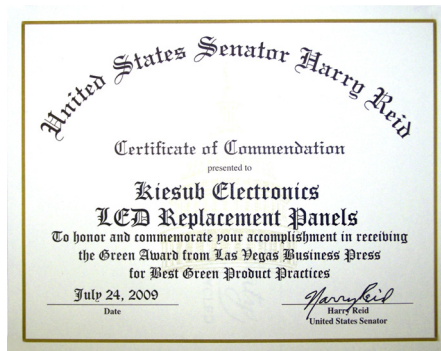 United States Senator Harry Reid
Certificate of Commendation
presented to
Kiesub Electronics
LED Replacement Panels
To honor and commemorate your accomplishment in receiving
the Green Award from Las Vegas Business Press
for Best Green Product Practices
July 24, 2009
Date
Harry Reid
Harry Reid
United States Senator